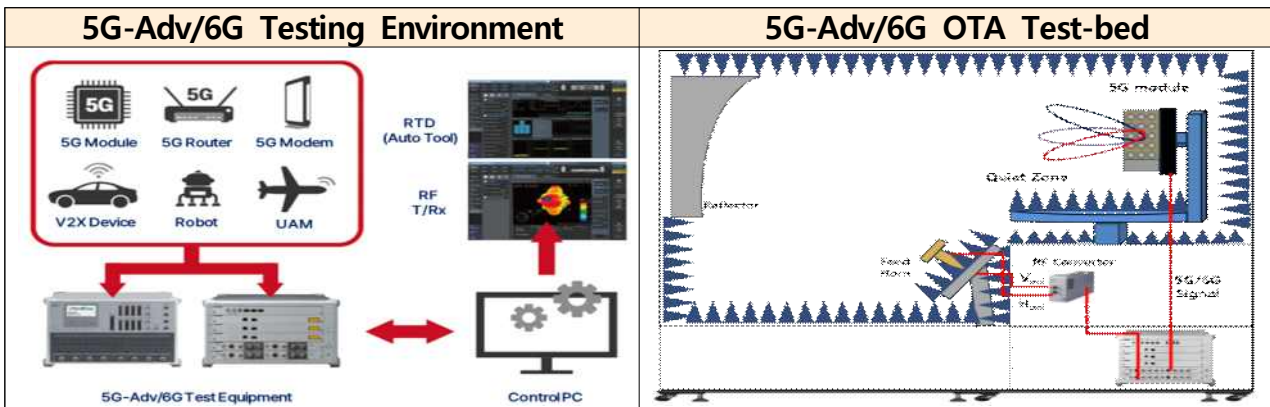 5G-Adv/6G Testing Environment
5G-Adv/6G OTA Test-bed
5G
5G
5G Module
5G Router
5G Modem
V2X Device
Robot
UAM
RTD
(Auto Tool)
RF
T/Rx
5G-Adv/6G Test Equipment
Control PC
5G module
Quiet Zone
Reflector
Feed
Horn
RF Converter
5G/6G
Signal